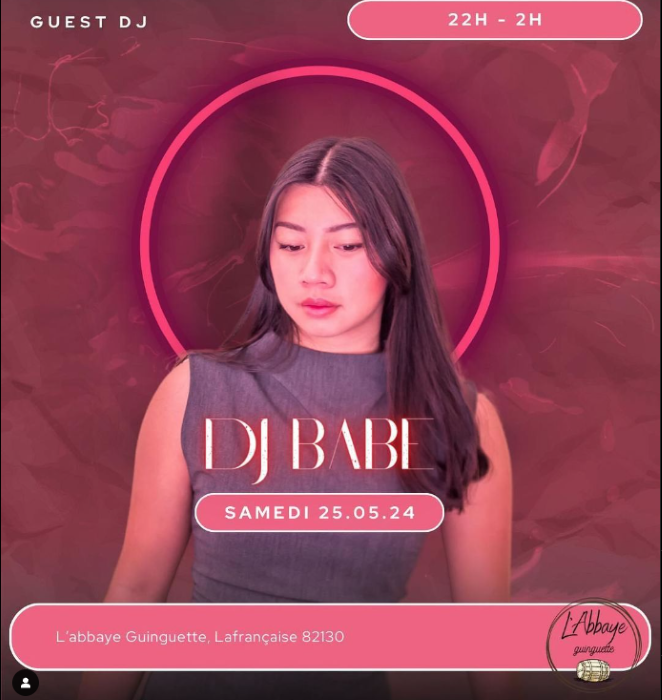 GUEST DJ
22H - 2H
DJ BABE
SAMEDI 25.05.24
L'abbaye Guinguette, Lafrançaise 82130
L'Abbaye
guinguette